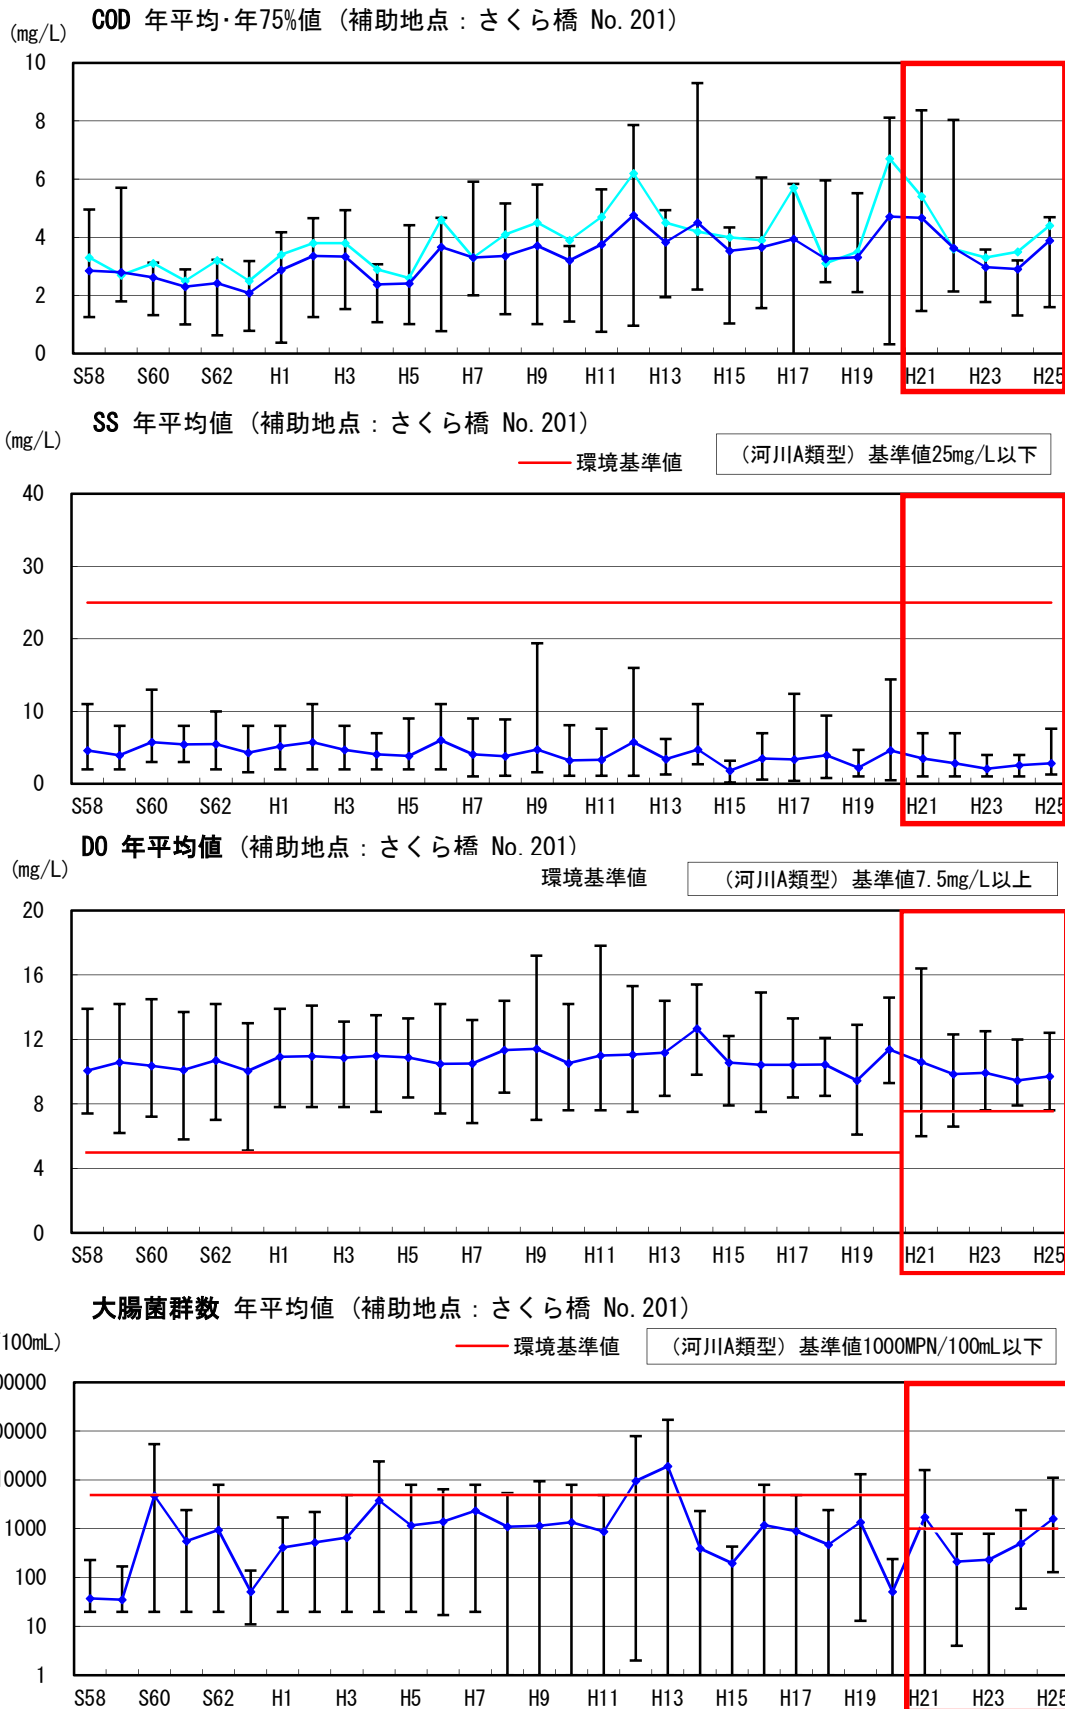 COD 年平均・年75%値 (補助地点：さくら橋 No.201)
(mg/L)
10
8
6
4
2
0
S58 S60 S62 H1 H3 H5 H7 H9 H11 H13 H15 H17 H19 H21 H23 H25
SS 年平均値 (補助地点：さくら橋 No.201)
(mg/L)
環境基準値
(河川A類型) 基準値25mg/L以下
40
30
20
10
0
S58 S60 S62 H1 H3 H5 H7 H9 H11 H13 H15 H17 H19 H21 H23 H25
DO 年平均値 (補助地点：さくら橋 No.201)
(mg/L)
環境基準値
(河川A類型) 基準値7.5mg/L以上
20
16
12
8
4
0
S58 S60 S62 H1 H3 H5 H7 H9 H11 H13 H15 H17 H19 H21 H23 H25
大腸菌群数 年平均値 (補助地点：さくら橋 No.201)
/100mL)
環境基準値
(河川A類型) 基準値1000MPN/100mL以下
00000
00000
10000
1000
100
10
1
S58 S60 S62 H1 H3 H5 H7 H9 H11 H13 H15 H17 H19 H21 H23 H25